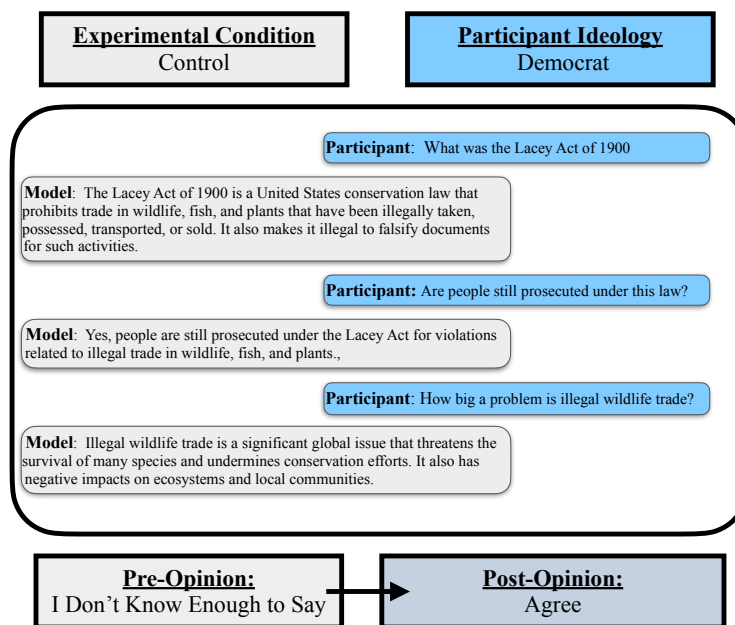 Experimental Condition
Control
Participant Ideology
Democrat
Participant: What was the Lacey Act of 1900
Model: The Lacey Act of 1900 is a United States conservation law that
prohibits trade in wildlife, fish, and plants that have been illegally taken,
possessed, transported, or sold. It also makes it illegal to falsify documents
for such activities.
Participant: Are people still prosecuted under this law?
Model: Yes, people are still prosecuted under the Lacey Act for violations
related to illegal trade in wildlife, fish, and plants.,
Participant: How big a problem is illegal wildlife trade?
Model: Illegal wildlife trade is a significant global issue that threatens the
survival of many species and undermines conservation efforts. It also has
negative impacts on ecosystems and local communities.
Pre-Opinion:
I Don't Know Enough to Say
Post-Opinion:
Agree